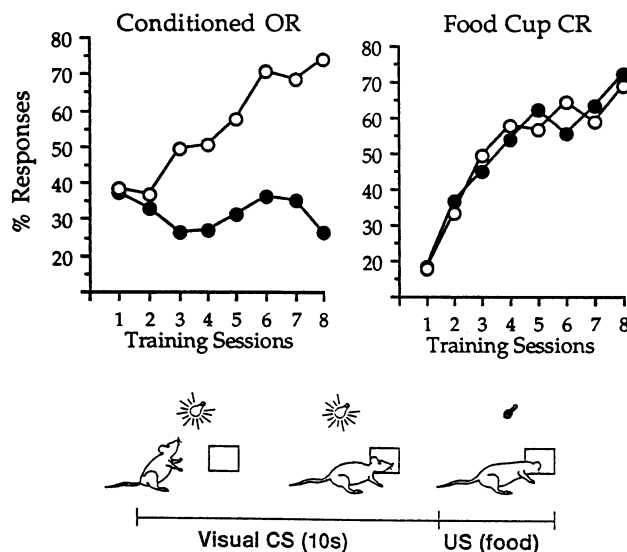 Conditioned OR
Food Cup CR
% Responses
80
70
60
50
40
30
20
1 2 3 4 5 6 7 8
Training Sessions
80
70
60
50
40
30
20
1 2 3 4 5 6 7 8
Training Sessions
Visual CS (10s)
US (food)